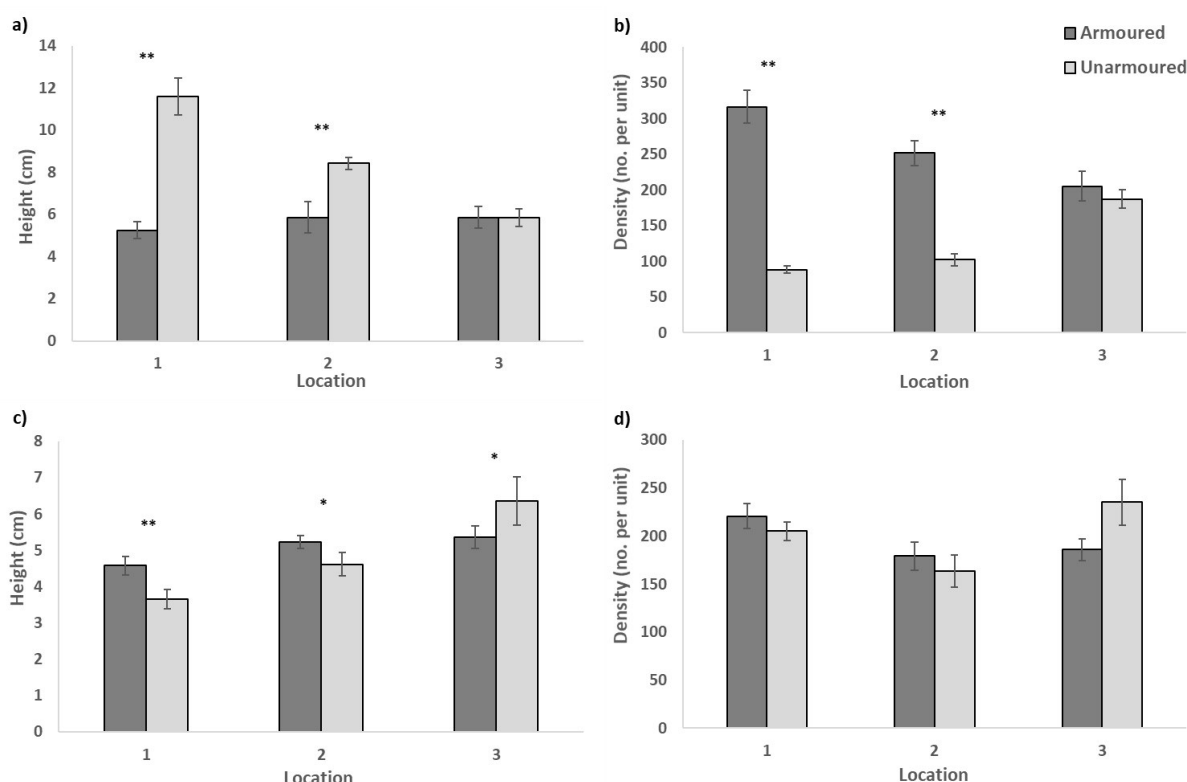 a)
14
12
10
8
6
4
2
0
Height (cm)
**
**
1 2 3
Location
b)
400
350
300
250
200
150
100
50
0
Density (no. per unit)
**
**
Armoured
Unarmoured
1 2 3
Location
c)
8
7
6
5
4
3
2
1
0
Height (cm)
**
*
*
1 2 3
Location
d)
300
250
200
150
100
50
0
Density (no. per unit)
1 2 3
Location